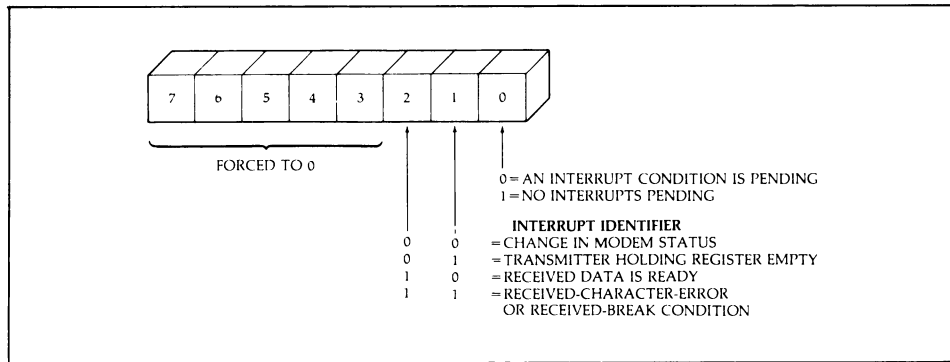 7 6 5 4 3 2 1 0
FORCED TO 0
0 = AN INTERRUPT CONDITION IS PENDING
1 = NO INTERRUPTS PENDING
INTERRUPT IDENTIFIER
0 0 = CHANGE IN MODEM STATUS
0 1 = TRANSMITTER HOLDING REGISTER EMPTY
1 0 = RECEIVED DATA IS READY
1 1 = RECEIVED-CHARACTER-ERROR
OR RECEIVED-BREAK CONDITION